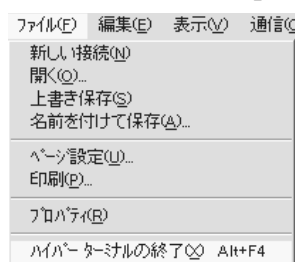 ファイル(F) 編集(E) 表示(V) 通信(
新しい接続(N)
開く(O)...
上書き保存(S)
名前を付けて保存(A)...
ページ設定(U)...
印刷(P)...
プロパティ(R)
ハイパー ターミナルの終了(X) Alt+F4